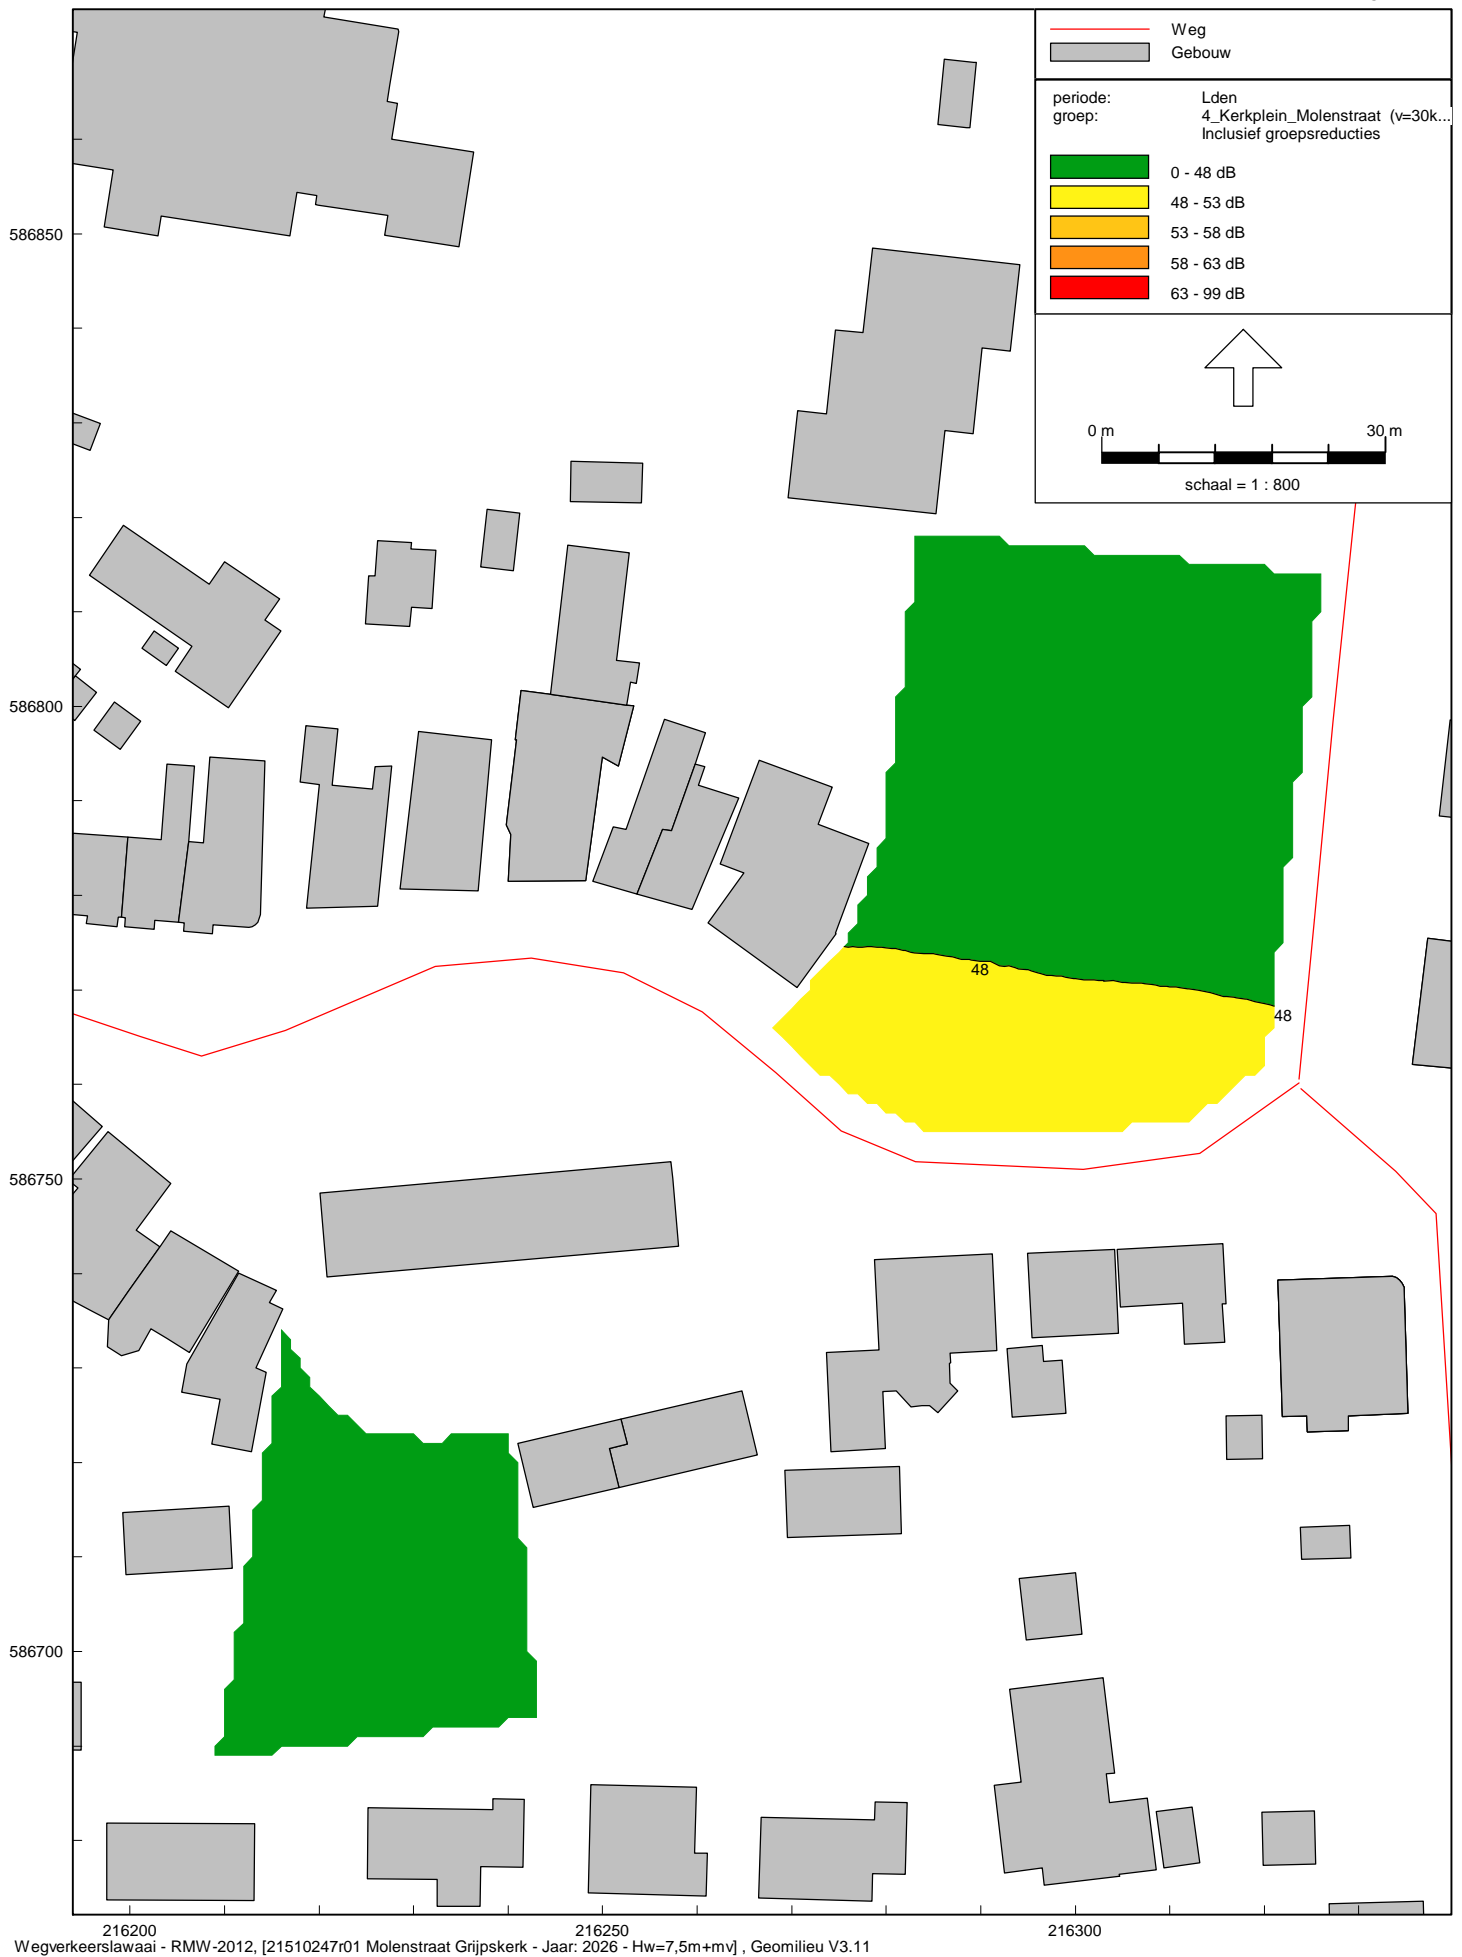 Weg
Gebouw
periode: Lden
groep: 4_Kerkplein_Molenstraat (v=30k...
Inclusief groepsreducties
0 - 48 dB
48 - 53 dB
53 - 58 dB
58 - 63 dB
63 - 99 dB
0 m 30 m
schaal = 1 : 800
586850
586800
48
48
586750
586700
216200 216250 216300
Wegverkeerslawaai - RMW-2012, [21510247r01 Molenstraat Grijpskerk - Jaar: 2026 - Hw=7,5m+mv] , Geomilieu V3.11